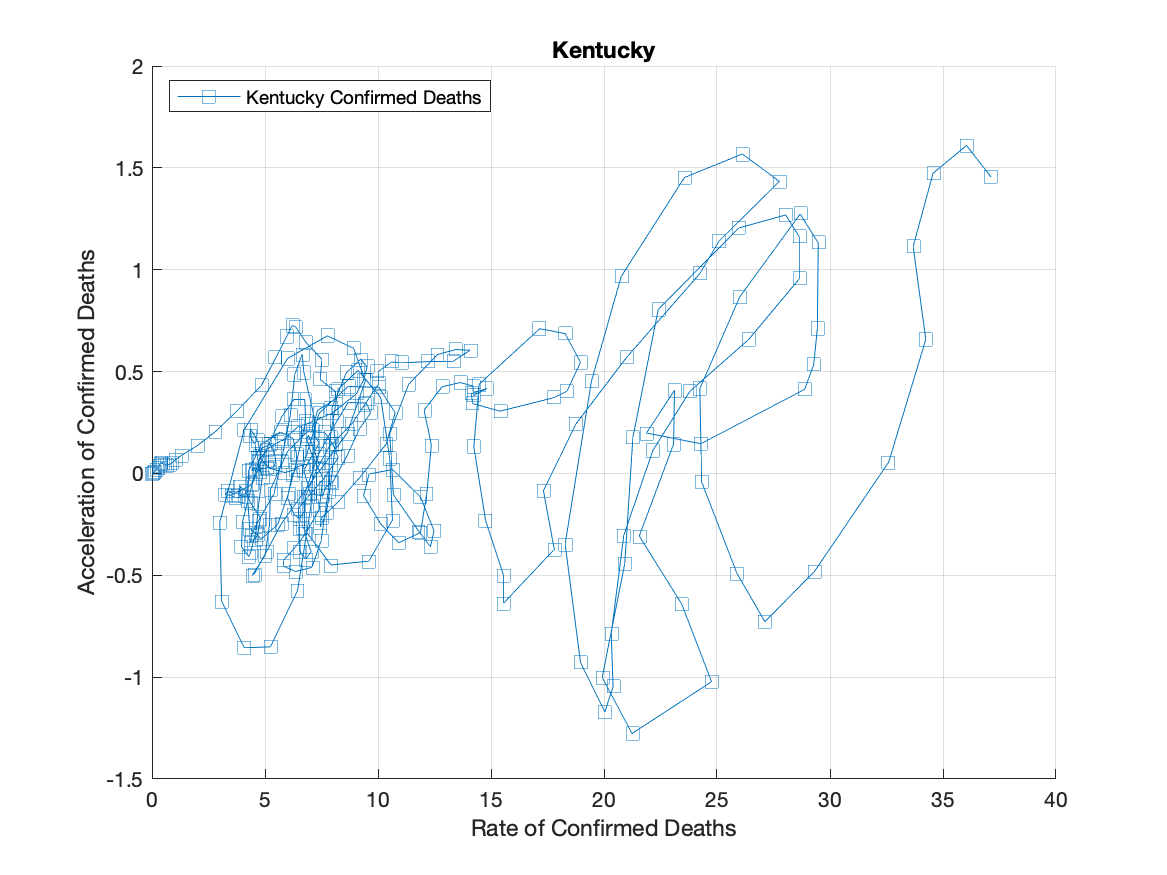 Kentucky
Kentucky Confirmed Deaths
2
1.5
1
0.5
0
-0.5
-1
-1.5
Acceleration of Confirmed Deaths
0 5 10 15 20 25 30 35 40
Rate of Confirmed Deaths